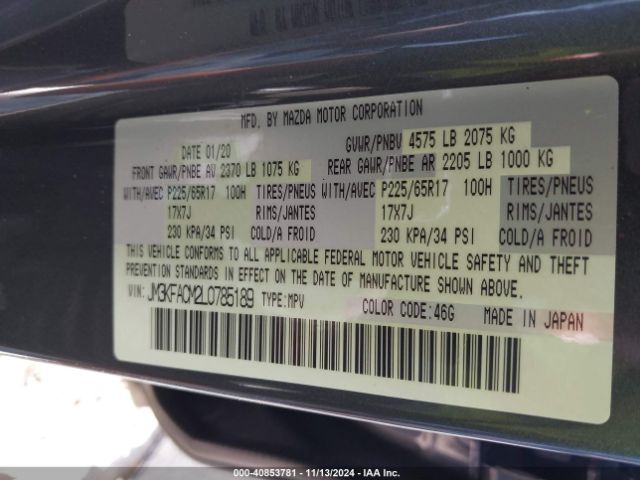 MFD. BY MAZDA MOTOR CORPORATION
DATE 01/20 GVWR/PNBV 4575 LB 2075 KG
FRONT GAWR/PNBE AV 2370 LB 1075 KG REAR GAWR/PNBE AR 2205 LB 1000 KG
WITH/AVEC P225/65R17 100H TIRES/PNEUS WITH/AVEC P225/65R17 100H TIRES/PNEUS
17X7J RIMS/JANTES 17X7J RIMS/JANTES
230 KPA/34 PSI COLD/A FROID 230 KPA/34 PSI COLD/A FROID
THIS VEHICLE CONFORMS TO ALL APPLICABLE FEDERAL MOTOR VEHICLE SAFETY AND THEFT
PREVENTION STANDARDS IN EFFECT ON THE DATE OF MANUFACTURE SHOWN ABOVE.
VIN: JM3KFACM2L0785189 TYPE:MPV COLOR CODE:46G MADE IN JAPAN
000-40853781 - 11/13/2024 - IAA Inc.